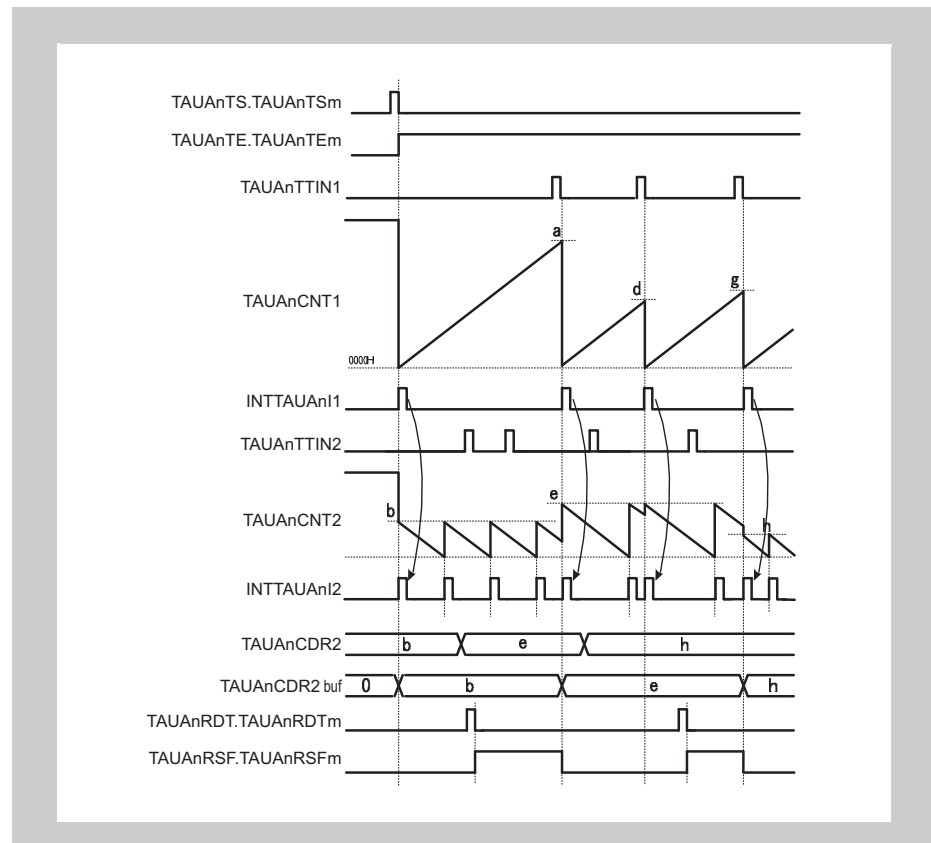 TAUAnTS.TAUAnTSm
TAUAnTE.TAUAnTEm
TAUAnTTIN1
a
d
g
TAUAnCNT1
0000H
INTTAUAnI1
TAUAnTTIN2
b
e
h
TAUAnCNT2
INTTAUAnI2
TAUAnCDR2
b
e
h
TAUAnCDR2 buf
0
b
e
h
TAUAnRDT.TAUAnRDTm
TAUAnRSF.TAUAnRSFm